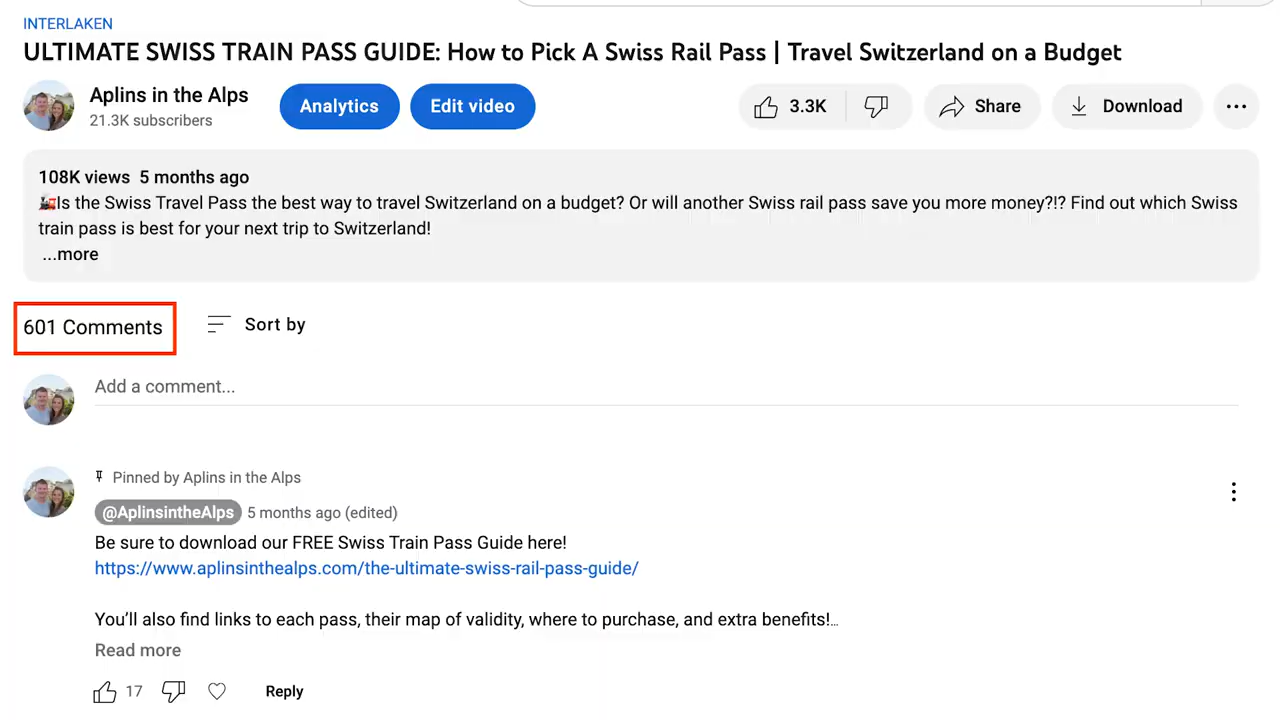 INTERLAKEN
ULTIMATE SWISS TRAIN PASS GUIDE: How to Pick A Swiss Rail Pass | Travel Switzerland on a Budget
Aplins in the Alps
21.3K subscribers
Analytics
Edit video
3.3K
Share
Download
108K views 5 months ago
🚂Is the Swiss Travel Pass the best way to travel Switzerland on a budget? Or will another Swiss rail pass save you more money?!? Find out which Swiss
train pass is best for your next trip to Switzerland!
...more
601 Comments
Sort by
Add a comment...
Pinned by Aplins in the Alps
@AplinsintheAlps 5 months ago (edited)
Be sure to download our FREE Swiss Train Pass Guide here!
https://www.aplinsinthealps.com/the-ultimate-swiss-rail-pass-guide/
You’ll also find links to each pass, their map of validity, where to purchase, and extra benefits!...
Read more
17
Reply